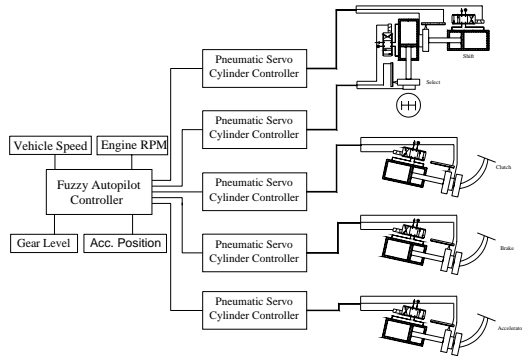 Pneumatic Servo
Cylinder Controller
Shift
Select
Pneumatic Servo
Cylinder Controller
Vehicle Speed
Engine RPM
Fuzzy Autopilot
Controller
Pneumatic Servo
Cylinder Controller
Clutch
Gear Level
Acc. Position
Pneumatic Servo
Cylinder Controller
Brake
Pneumatic Servo
Cylinder Controller
Accelerato